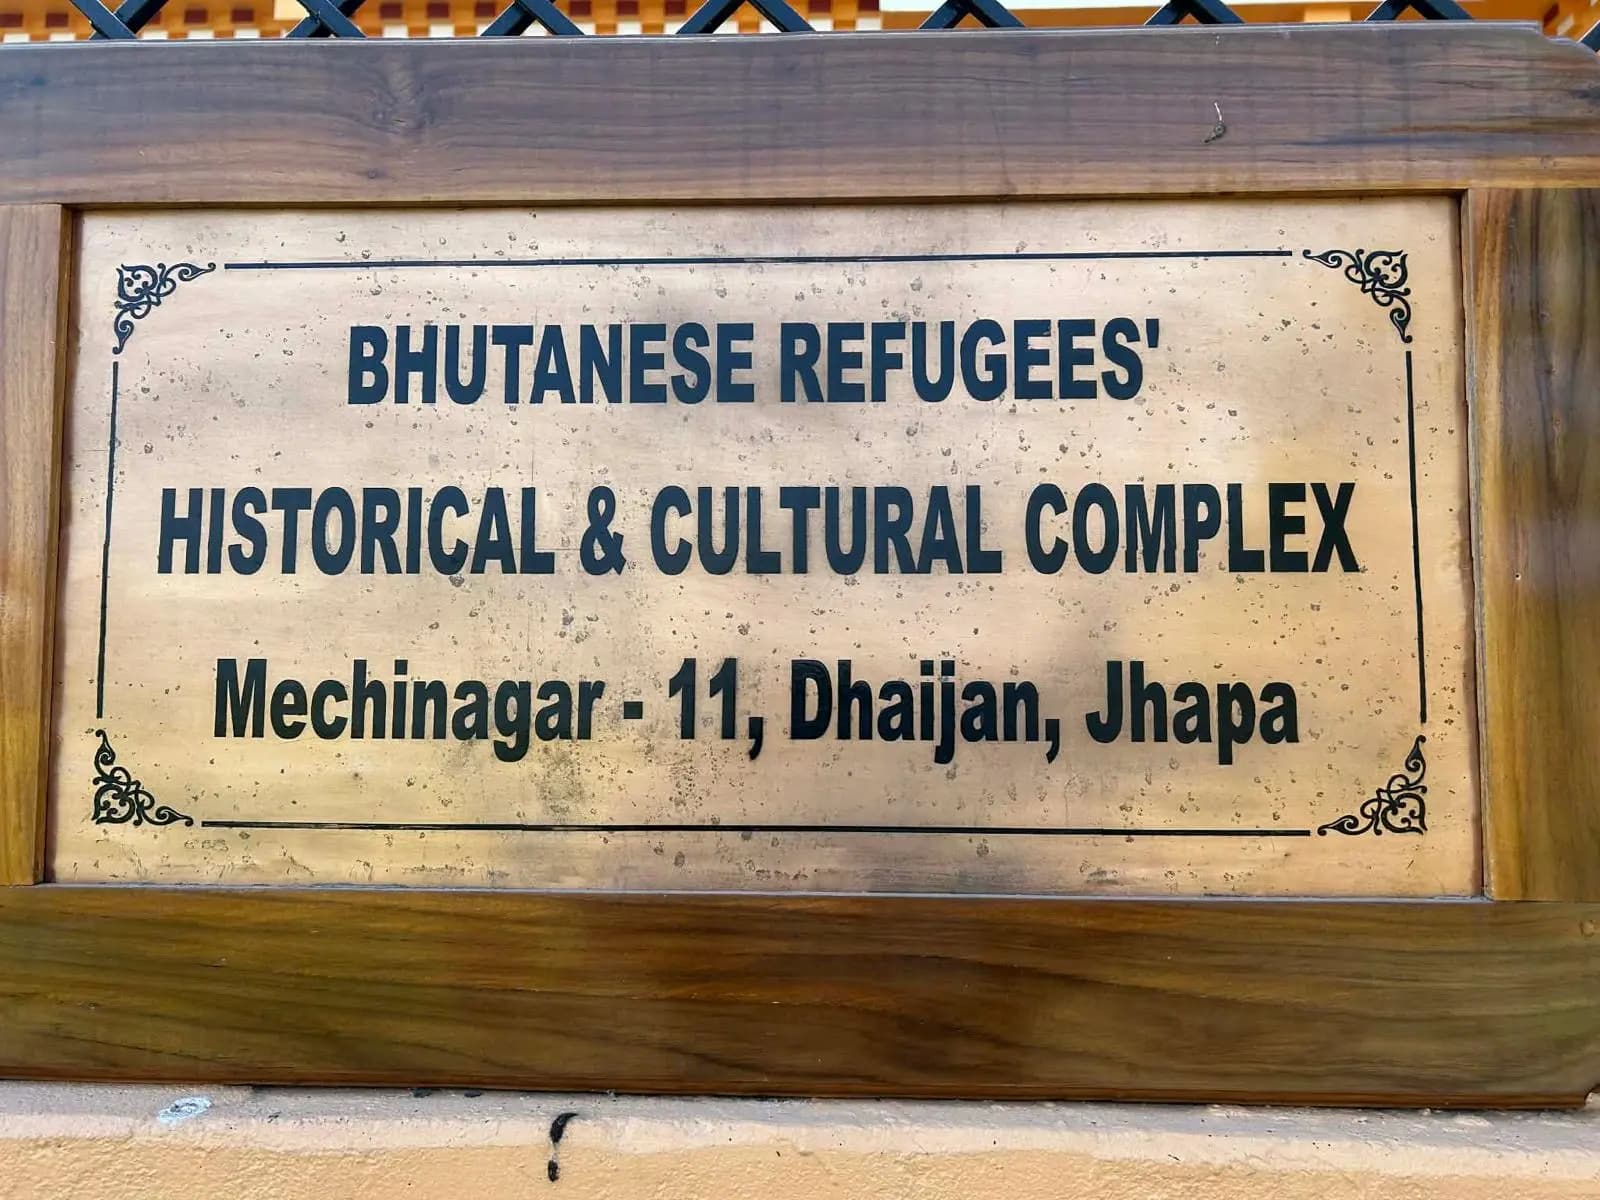 BHUTANESE REFUGEES'
HISTORICAL & CULTURAL COMPLEX
Mechinagar - 11, Dhaijan, Jhapa